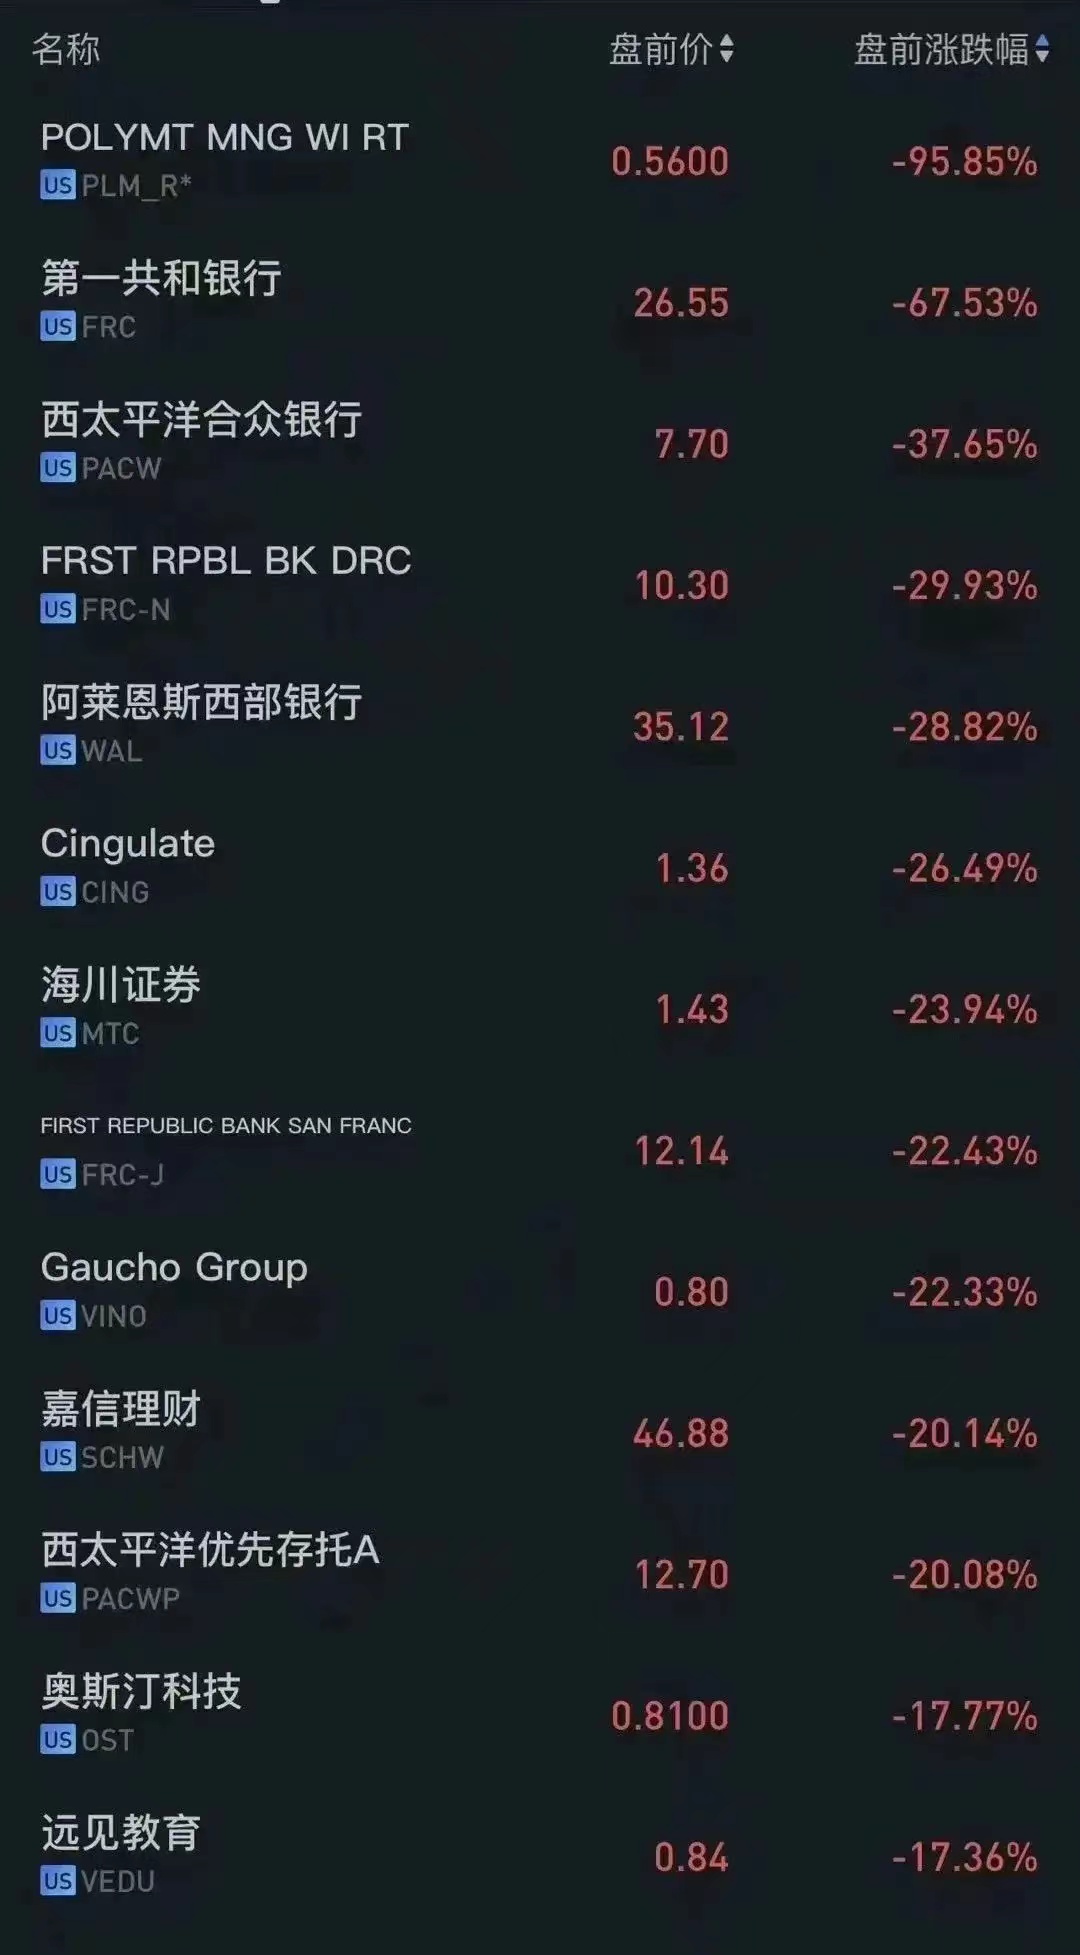 名称 盘前价 盘前涨跌幅
POLYMT MNG WI RT 0.5600 -95.85%
US PLM_R*
第一共和银行 26.55 -67.53%
US FRC
西太平洋合众银行 7.70 -37.65%
US PACW
FRST RPBL BK DRC 10.30 -29.93%
US FRC-N
阿莱恩斯西部银行 35.12 -28.82%
US WAL
Cingulate 1.36 -26.49%
US CING
海川证券 1.43 -23.94%
US MTC
FIRST REPUBLIC BANK SAN FRANC 12.14 -22.43%
US FRC-J
Gaucho Group 0.80 -22.33%
US VINO
嘉信理财 46.88 -20.14%
US SCHW
西太平洋优先存托A 12.70 -20.08%
US PACWP
奥斯汀科技 0.8100 -17.77%
US OST
远见教育 0.84 -17.36%
US VEDU